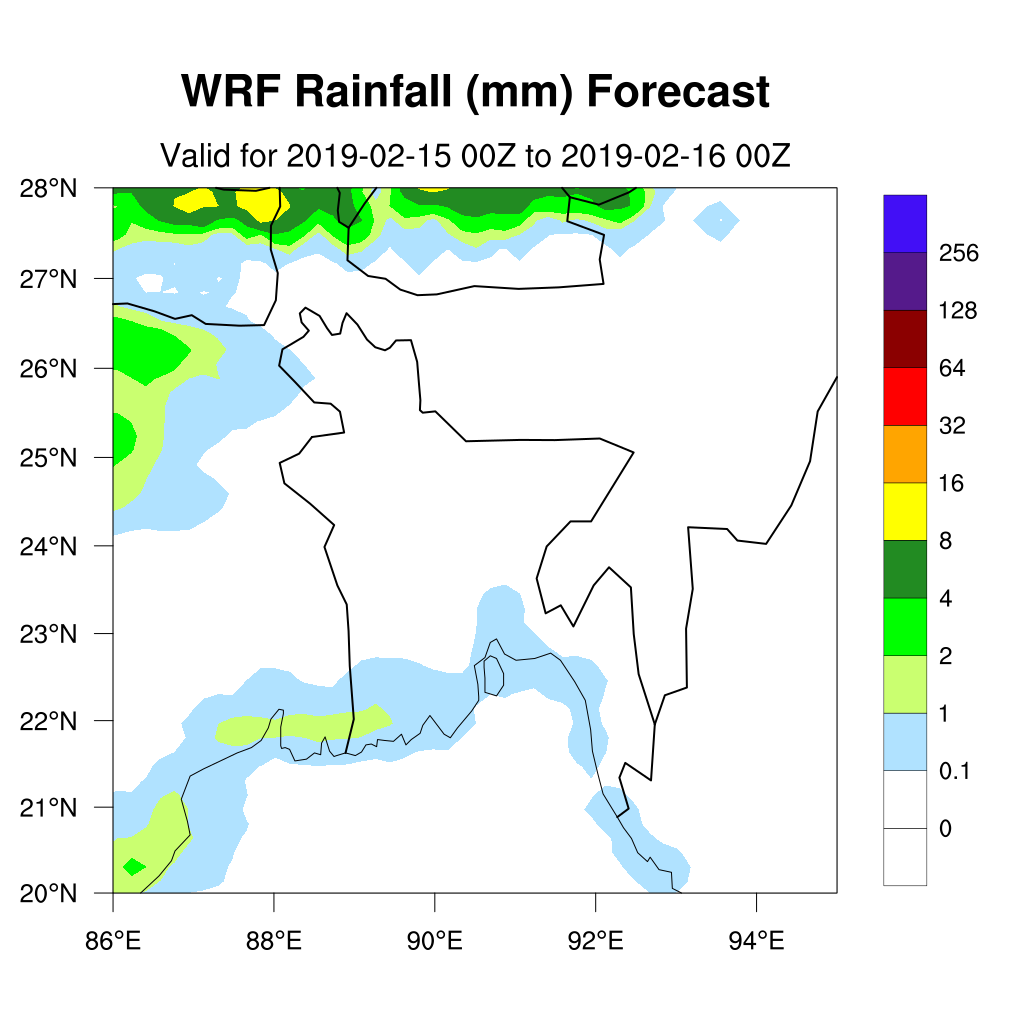 WRF Rainfall (mm) Forecast
Valid for 2019-02-15 00Z to 2019-02-16 00Z
28°N
27°N
26°N
25°N
24°N
23°N
22°N
21°N
20°N
86°E 88°E 90°E 92°E 94°E
256
128
64
32
16
8
4
2
1
0.1
0